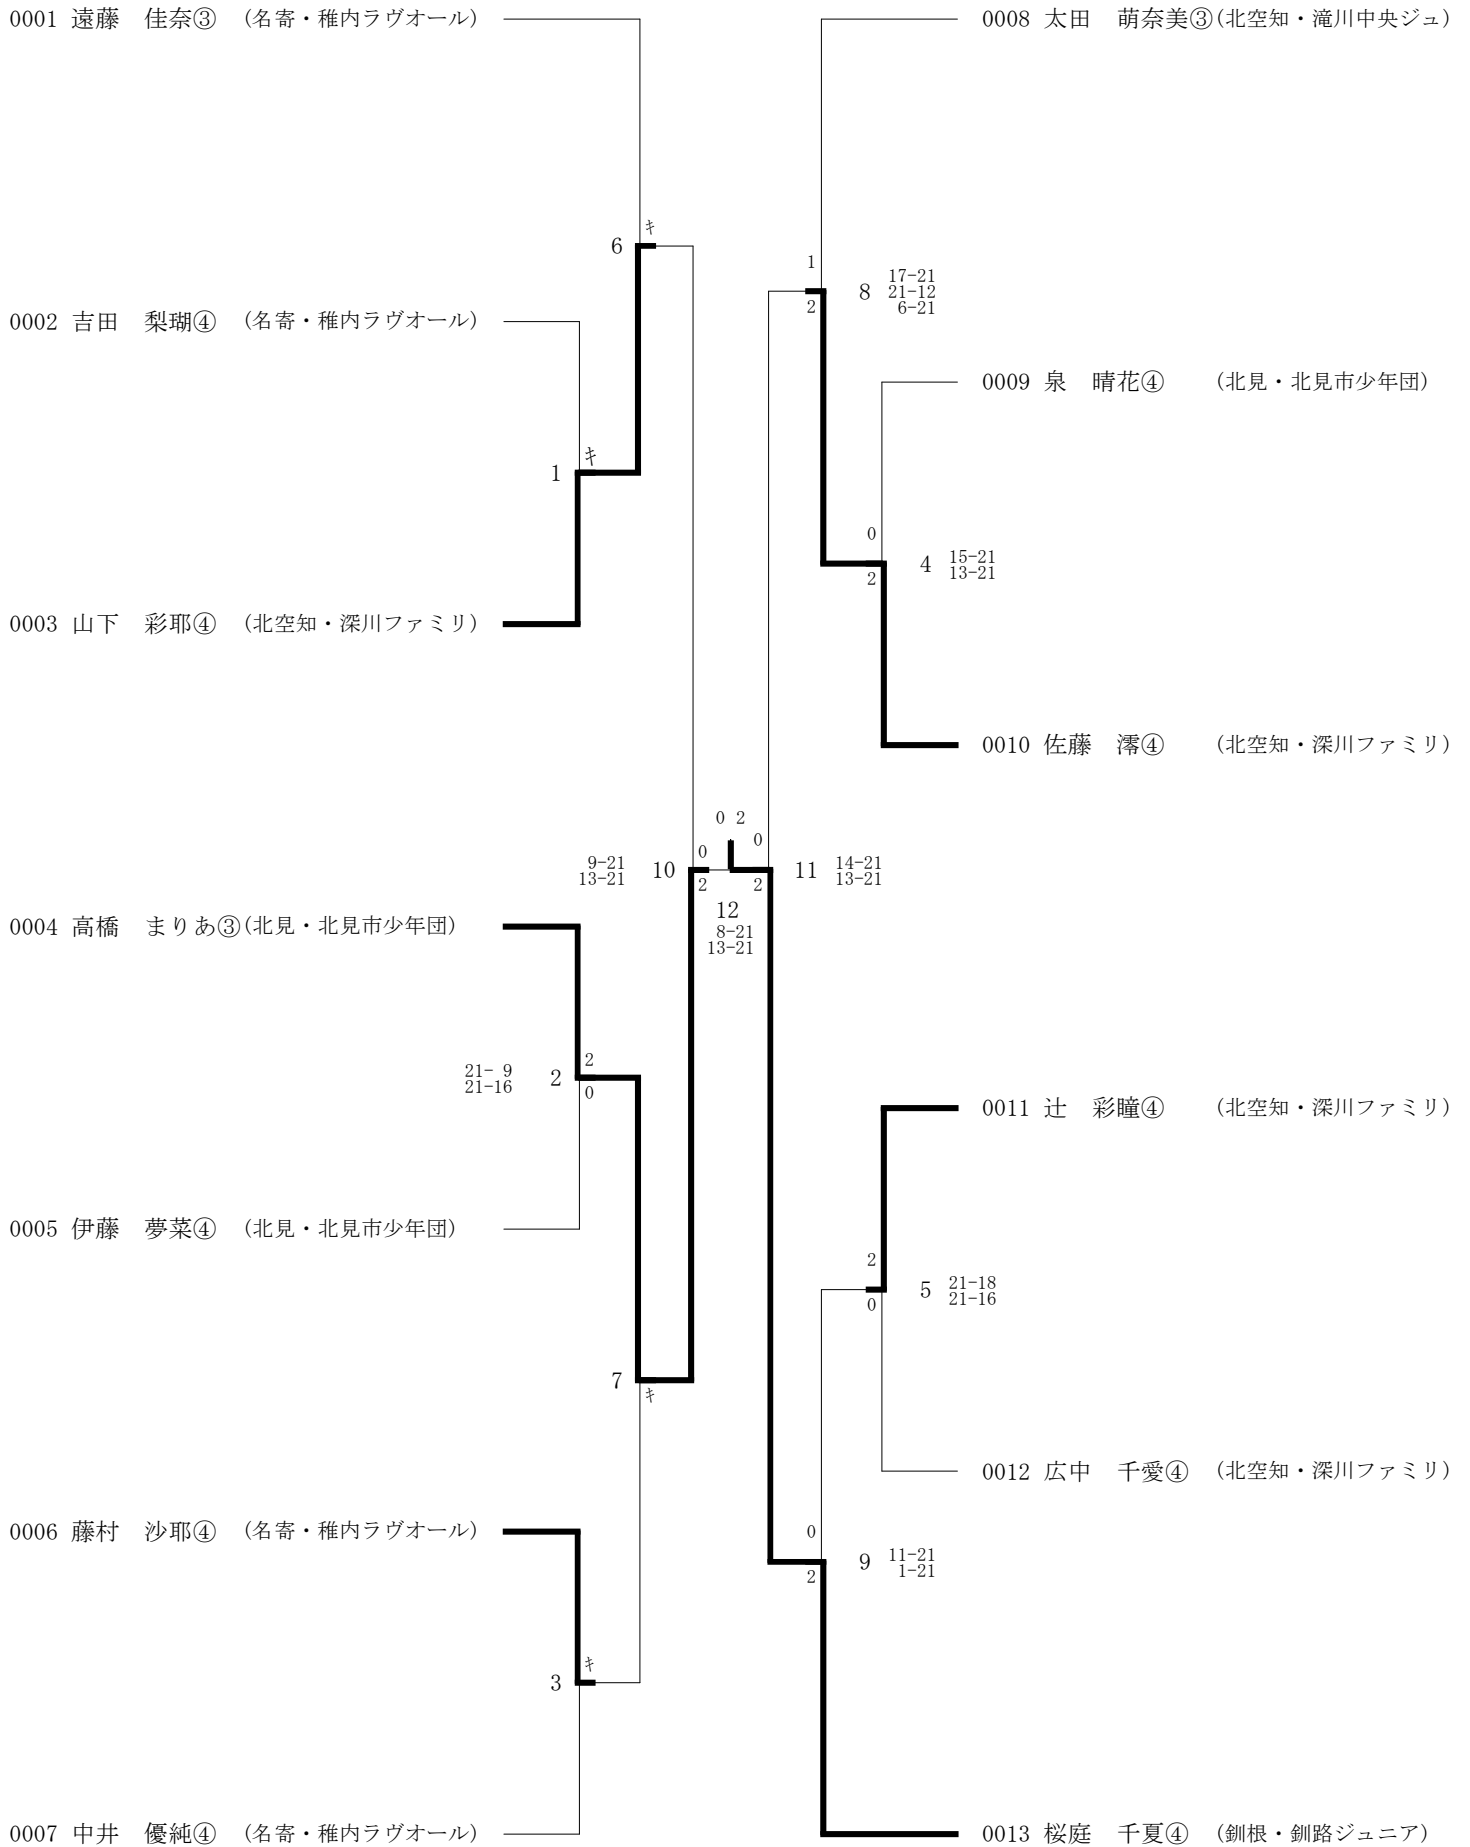 0001 遠藤　佳奈③　(名寄・稚内ラヴオール)
ｷ
6
0002 吉田　梨瑚④　(名寄・稚内ラヴオール)
ｷ
1
0003 山下　彩耶④　(北空知・深川ファミリ)
9-21
13-21
10
0
2
0004 高橋　まりあ③(北見・北見市少年団)
21- 9
21-16
2
2
0
0005 伊藤　夢菜④　(北見・北見市少年団)
7
ｷ
0006 藤村　沙耶④　(名寄・稚内ラヴオール)
ｷ
3
0007 中井　優純④　(名寄・稚内ラヴオール)
0 2
12
8-21
13-21
0008 太田　萌奈美③(北空知・滝川中央ジュ)
1
2
8
17-21
21-12
6-21
0009 泉　晴花④　　(北見・北見市少年団)
0
2
4
15-21
13-21
0010 佐藤　澪④　　(北空知・深川ファミリ)
0
2
11
14-21
13-21
0011 辻　彩瞳④　　(北空知・深川ファミリ)
2
0
5
21-18
21-16
0012 広中　千愛④　(北空知・深川ファミリ)
0
2
9
11-21
1-21
0013 桜庭　千夏④　(釧根・釧路ジュニア)